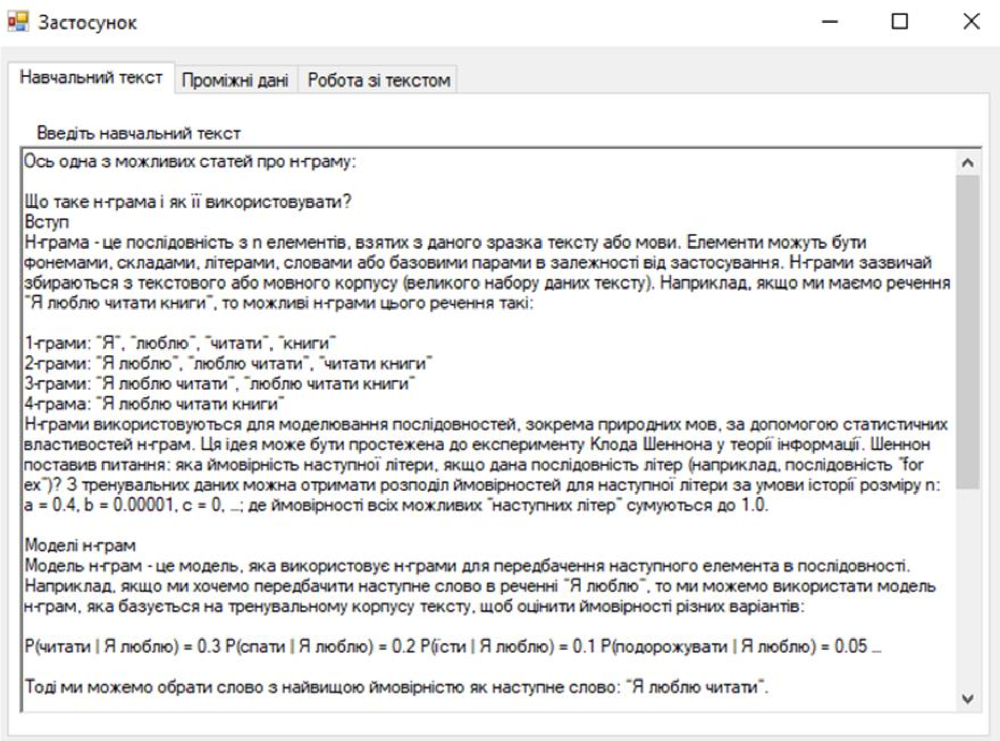 Застосунок
Навчальний текст Проміжні дані Робота зі текстом
Введіть навчальний текст
Ось одна з можливих статей про н-граму:
Що таке н-грама і як її використовувати?
Вступ
Н-грама - це послідовність з n елементів, взятих з даного зразка тексту або мови. Елементи можуть бути
фонемами, складами, літерами, словами або базовими парами в залежності від застосування. Н-грами зазвичай
збираються з текстового або мовного корпусу (великого набору даних тексту). Наприклад, якщо ми маємо речення
"Я люблю читати книги", то можливі н-грами цього речення такі:
1-грами: "Я", "люблю", "читати", "книги"
2-грами: "Я люблю", "люблю читати", "читати книги"
3-грами: "Я люблю читати", "люблю читати книги"
4-грама: "Я люблю читати книги"
Н-грами використовуються для моделювання послідовностей, зокрема природних мов, за допомогою статистичних
властивостей н-грам. Ця ідея може бути простежена до експерименту Клода Шеннона у теорії інформації. Шеннон
поставив питання: яка ймовірність наступної літери, якщо дана послідовність літер (наприклад, послідовність "for
ex")? З тренувальних даних можна отримати розподіл ймовірностей для наступної літери за умови історії розміру n:
a = 0.4, b = 0.00001, c = 0, …; де ймовірності всіх можливих "наступних літер" сумуються до 1.0.
Моделі н-грам
Модель н-грам - це модель, яка використовує н-грами для передбачення наступного елемента в послідовності.
Наприклад, якщо ми хочемо передбачити наступне слово в реченні "Я люблю", то ми можемо використати модель
н-грам, яка базується на тренувальному корпусу тексту, щоб оцінити ймовірності різних варіантів:
P(читати | Я люблю) = 0.3 P(спати | Я люблю) = 0.2 P(їсти | Я люблю) = 0.1 P(подорожувати | Я люблю) = 0.05 …
Тоді ми можемо обрати слово з найвищою ймовірністю як наступне слово: "Я люблю читати".